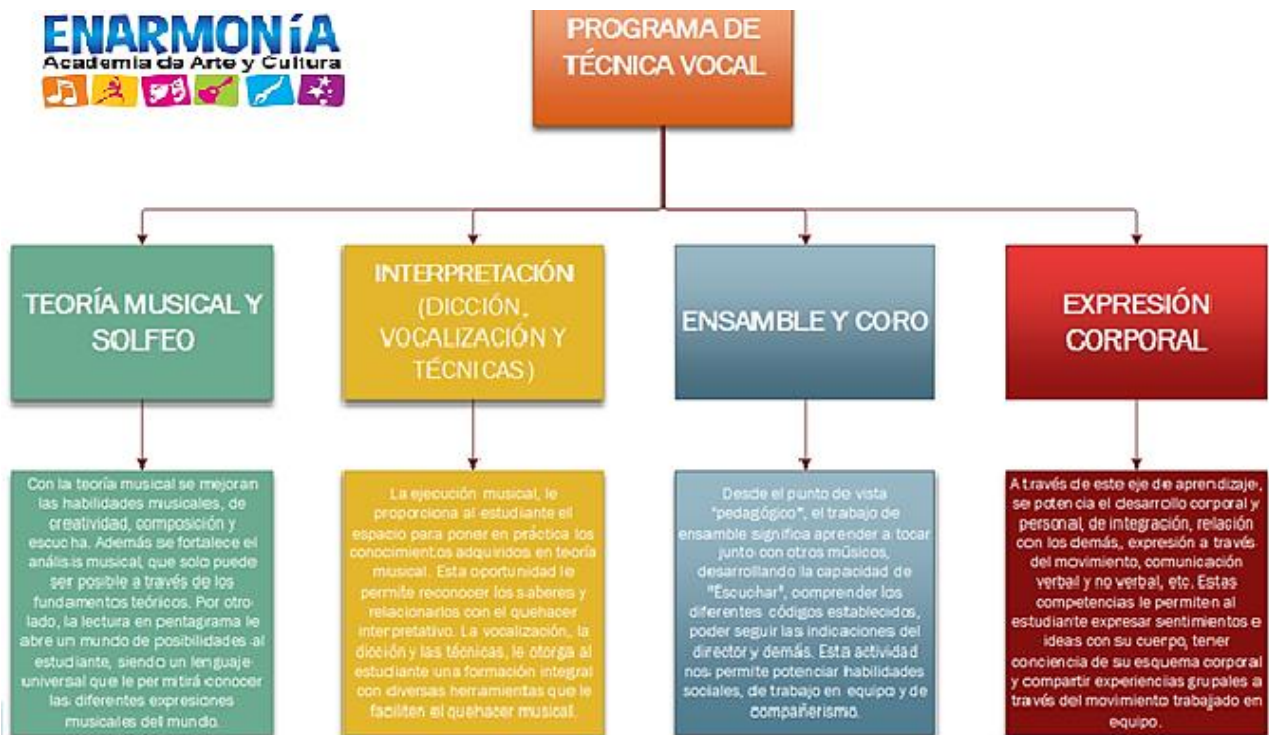 ENARMONÍA
Academia de Arte y Cultura
PROGRAMA DE
TÉCNICA VOCAL
TEORÍA MUSICAL Y
SOLFEO
INTERPRETACIÓN
(DICCIÓN,
VOCALIZACIÓN Y
TÉCNICAS)
ENSAMBLE Y CORO
EXPRESIÓN
CORPORAL
Con la teoría musical se mejoran
las habilidades musicales, de
creatividad, composición y
escucha. Además se fortalece el
análisis musical, que solo puede
ser posible a través de los
fundamentos teóricos. Por otro
lado, la lectura en pentagrama le
abre un mundo de posibilidades al
estudiante, siendo un lenguaje
universal que le permitirá conocer
las diferentes expresiones
musicales del mundo.
La ejecución musical, le
proporciona al estudiante el
espacio para poner en práctica los
conocimientos adquiridos en teoría
musical. Esta oportunidad le
permite reconocer los saberes y
relacionarlos con el quehacer
interpretativo. La vocalización, la
dicción y las técnicas, le otorga al
estudiante una formación integral
con diversas herramientas que le
faciliten el quehacer musical.
Desde el punto de vista
"pedagógico", el trabajo de
ensamble significa aprender a tocar
junto con otros músicos,
desarrollando la capacidad de
"Escuchar", comprender los
diferentes códigos establecidos,
poder seguir las indicaciones del
director y demás. Esta actividad
nos permite potenciar habilidades
sociales, de trabajo en equipo y de
compañerismo.
A través de este eje de aprendizaje,
se potencia el desarrollo corporal y
personal, de integración, relación
con los demás, expresión a través
del movimiento, comunicación
verbal y no verbal, etc. Estas
competencias le permiten al
estudiante expresar sentimientos e
ideas con su cuerpo, tener
conciencia de su esquema corporal
y compartir experiencias grupales a
través del movimiento trabajado en
equipo.